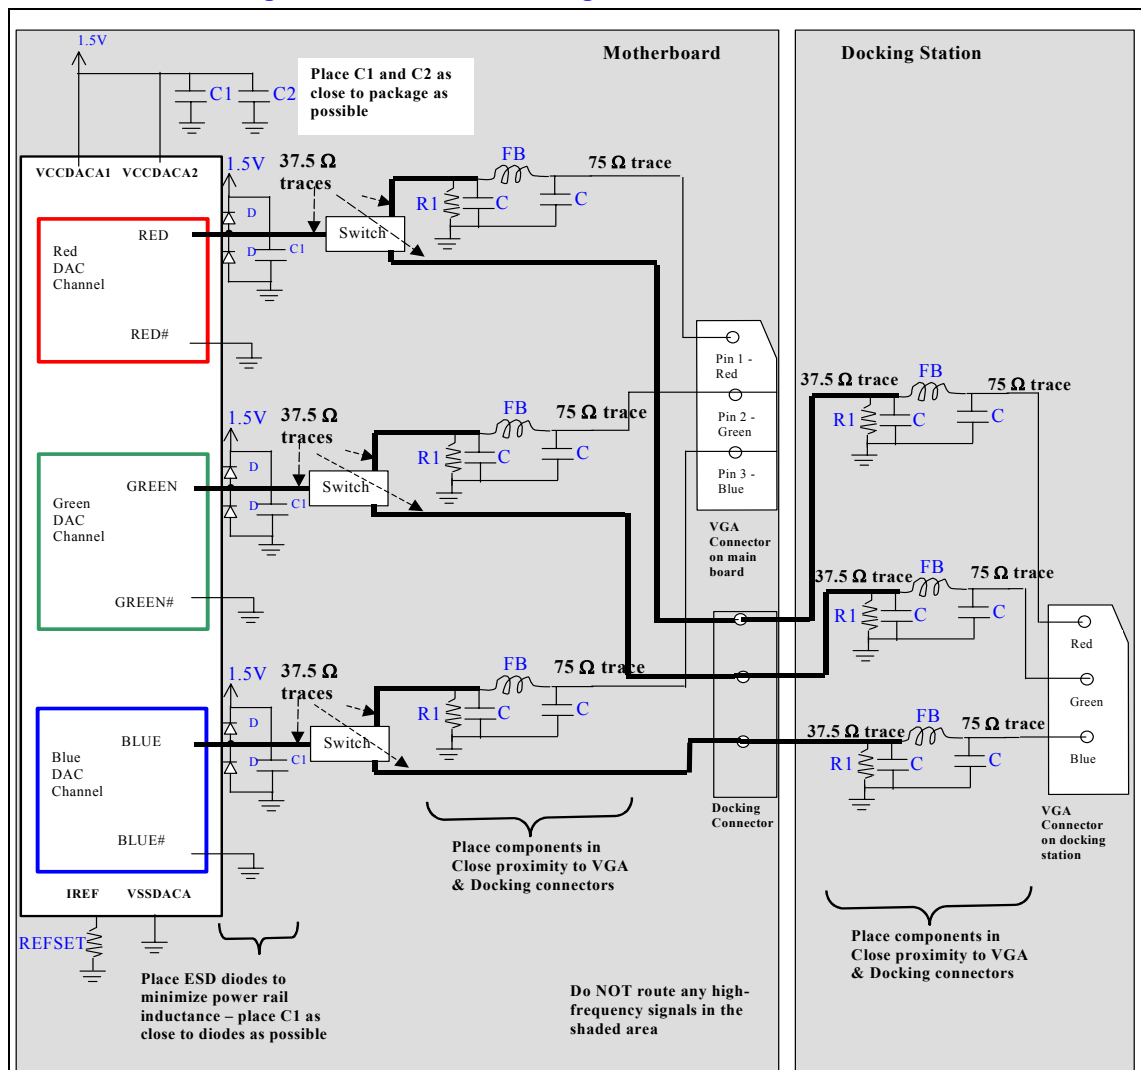 Motherboard
Docking Station
1.5V
C1
C2
Place C1 and C2 as
close to package as
possible
VCCDACA1
VCCDACA2
1.5V
37.5 Ω
traces
FB
75 Ω trace
R1
C
C
D
D
C1
Switch
RED
Red
DAC
Channel
RED#
Pin 1 -
Red
Pin 2 -
Green
Pin 3 -
Blue
VGA
Connector
on main
board
1.5V
37.5 Ω
traces
FB
75 Ω trace
R1
C
C
D
D
C1
Switch
GREEN
Green
DAC
Channel
GREEN#
37.5 Ω trace
FB
75 Ω trace
R1
C
C
37.5 Ω trace
FB
75 Ω trace
R1
C
C
1.5V
37.5 Ω
traces
FB
75 Ω trace
R1
C
C
D
D
C1
Switch
BLUE
Blue
DAC
Channel
BLUE#
37.5 Ω trace
FB
75 Ω trace
R1
C
C
Red
Green
Blue
VGA
Connector
on docking
station
Docking
Connector
Place components in
Close proximity to VGA
& Docking connectors
IREF
VSSDACA
REFSET
Place ESD diodes to
minimize power rail
inductance – place C1 as
close to diodes as possible
Do NOT route any high-
frequency signals in the
shaded area
Place components in
Close proximity to VGA
& Docking connectors